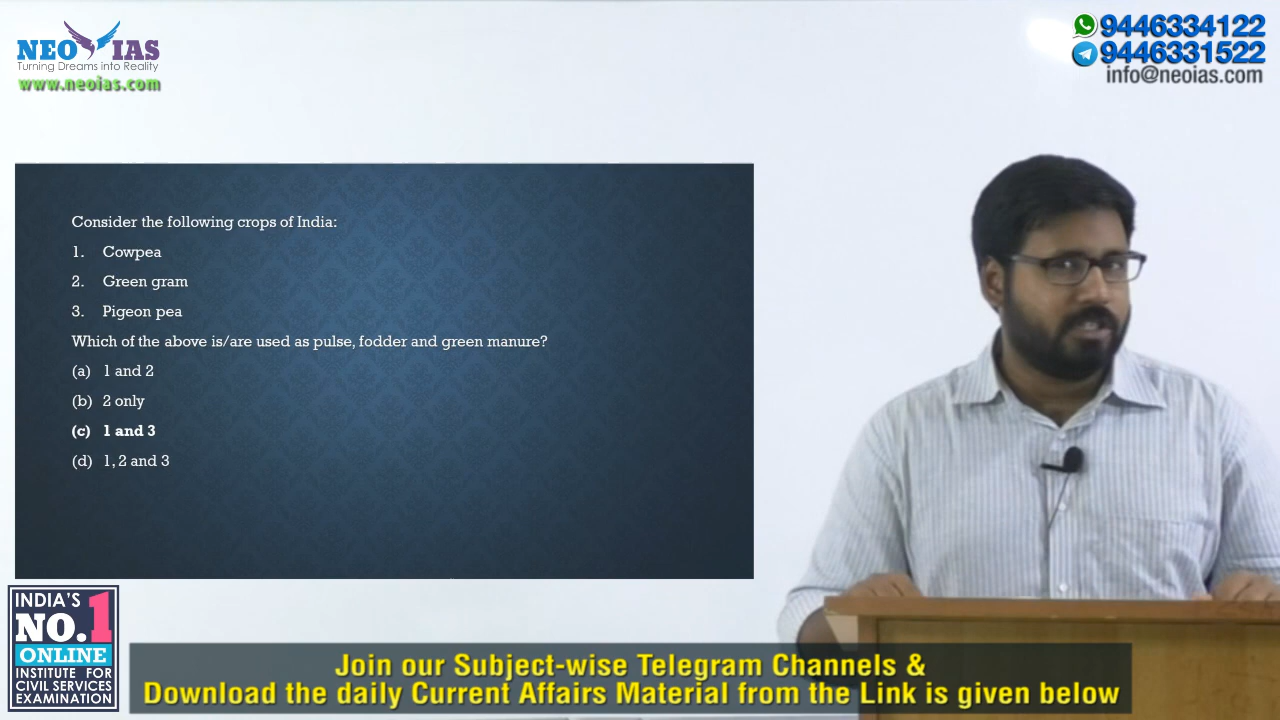 NEO IAS
Turning Dreams into Reality
www.neoias.com
9446334122
9446331522
info@neoias.com
Consider the following crops of India:
1. Cowpea
2. Green gram
3. Pigeon pea
Which of the above is/are used as pulse, fodder and green manure?
(a) 1 and 2
(b) 2 only
(c) 1 and 3
(d) 1, 2 and 3
INDIA'S
NO.1
ONLINE
INSTITUTE FOR
CIVIL SERVICES
EXAMINATION
Join our Subject-wise Telegram Channels &
Download the daily Current Affairs Material from the Link is given below